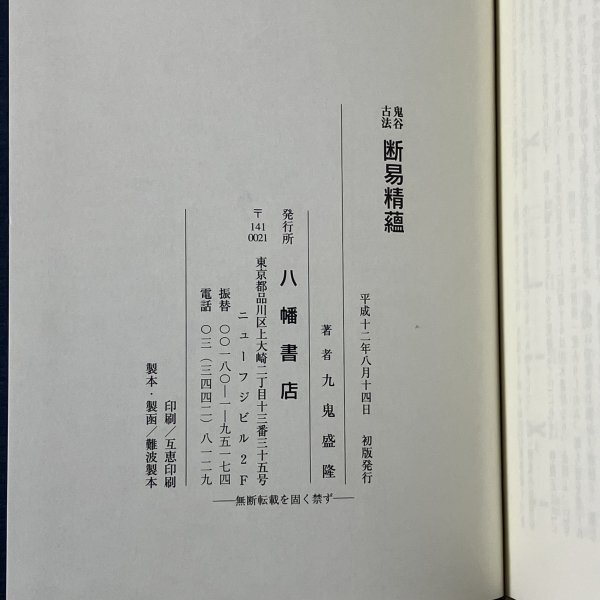 鬼谷古法 断易精蘊
平成十二年八月十四日 初版発行
著者 九鬼盛隆
発行所 八幡書店
〒141 0021 東京都品川区上大崎二丁目十三番三十五号
ニューフジビル2F
振替 〇〇一八〇―一―九五一七四
電話 〇三(三四四二)八一二九
印刷/互恵印刷
製本・製函/難波製本
――無断転載を固く禁ず――